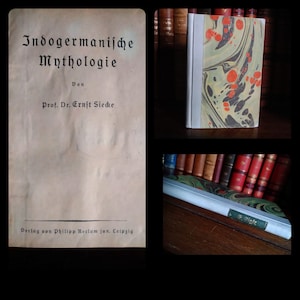 Indogermanische
Mythologie
Von
Prof. Dr. Ernst Siecke
Verlag von Philipp Reclam jun. Leipzig